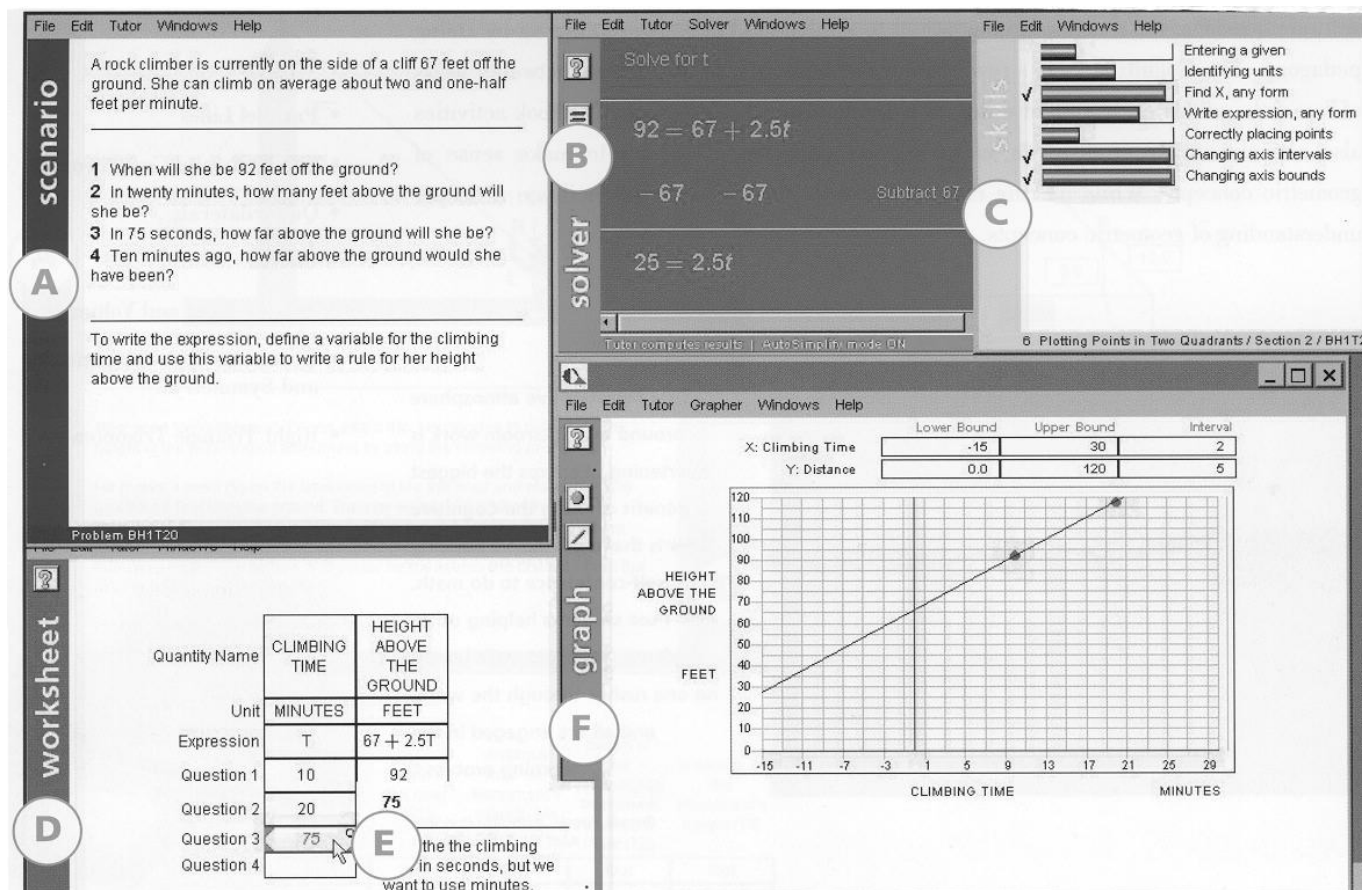 File Edit Tutor Windows Help
scenario
A rock climber is currently on the side of a cliff 67 feet off the
ground. She can climb on average about two and one-half
feet per minute.
1 When will she be 92 feet off the ground?
2 In twenty minutes, how many feet above the ground will
she be?
3 In 75 seconds, how far above the ground will she be?
4 Ten minutes ago, how far above the ground would she
have been?
To write the expression, define a variable for the climbing
time and use this variable to write a rule for her height
above the ground.
Problem BH1T20
A
File Edit Tutor Solver Windows Help
solver
Solve for t
92 = 67 + 2.5t
−67 −67 Subtract 67
25 = 2.5t
Tutor computes results | AutoSimplify mode ON
B
File Edit Windows Help
skills
Entering a given
Identifying units
Find X, any form
Write expression, any form
Correctly placing points
Changing axis intervals
Changing axis bounds
6 Plotting Points in Two Quadrants / Section 2 / BH1T2
C
File Edit Tutor Windows Help
worksheet
Quantity Name CLIMBING TIME HEIGHT ABOVE THE GROUND
Unit MINUTES FEET
Expression T 67 + 2.5T
Question 1 10 92
Question 2 20 75
Question 3 75
Question 4
the the climbing
in seconds, but we
want to use minutes.
D
E
File Edit Tutor Grapher Windows Help
graph
Lower Bound Upper Bound Interval
X: Climbing Time -15 30 2
Y: Distance 0.0 120 5
120
110
100
90
80
70
60
50
40
30
20
10
0
HEIGHT
ABOVE THE
GROUND
FEET
-15 -11 -7 -3 1 5 9 13 17 21 25 29
CLIMBING TIME MINUTES
F